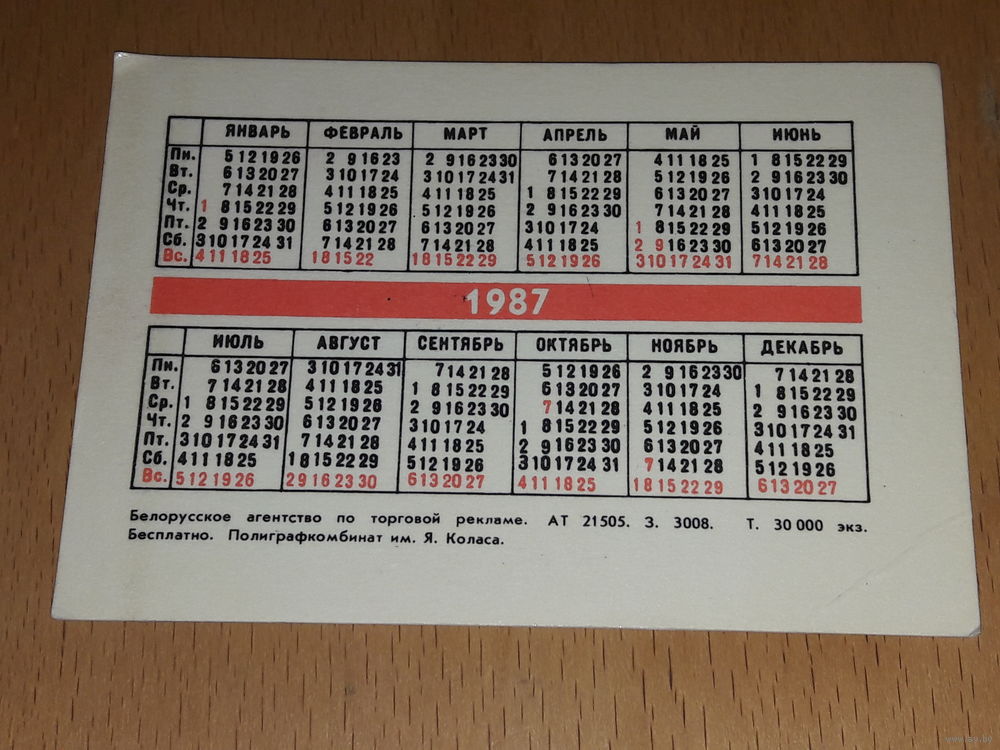 ЯНВАРЬ ФЕВРАЛЬ МАРТ АПРЕЛЬ МАЙ ИЮНЬ
Пн. 5 12 19 26 2 9 16 23 2 9 16 23 30 6 13 20 27 4 11 18 25 1 8 15 22 29
Вт. 6 13 20 27 3 10 17 24 3 10 17 24 31 7 14 21 28 5 12 19 26 2 9 16 23 30
Ср. 7 14 21 28 4 11 18 25 4 11 18 25 1 8 15 22 29 6 13 20 27 3 10 17 24
Чт. 1 8 15 22 29 5 12 19 26 5 12 19 26 2 9 16 23 30 7 14 21 28 4 11 18 25
Пт. 2 9 16 23 30 6 13 20 27 6 13 20 27 3 10 17 24 1 8 15 22 29 5 12 19 26
Сб. 3 10 17 24 31 7 14 21 28 7 14 21 28 4 11 18 25 2 9 16 23 30 6 13 20 27
Вс. 4 11 18 25 1 8 15 22 1 8 15 22 29 5 12 19 26 3 10 17 24 31 7 14 21 28
1987
ИЮЛЬ АВГУСТ СЕНТЯБРЬ ОКТЯБРЬ НОЯБРЬ ДЕКАБРЬ
Пн. 6 13 20 27 3 10 17 24 31 7 14 21 28 5 12 19 26 2 9 16 23 30 7 14 21 28
Вт. 7 14 21 28 4 11 18 25 1 8 15 22 29 6 13 20 27 3 10 17 24 1 8 15 22 29
Ср. 1 8 15 22 29 5 12 19 26 2 9 16 23 30 7 14 21 28 4 11 18 25 2 9 16 23 30
Чт. 2 9 16 23 30 6 13 20 27 3 10 17 24 1 8 15 22 29 5 12 19 26 3 10 17 24 31
Пт. 3 10 17 24 31 7 14 21 28 4 11 18 25 2 9 16 23 30 6 13 20 27 4 11 18 25
Сб. 4 11 18 25 1 8 15 22 29 5 12 19 26 3 10 17 24 31 7 14 21 28 5 12 19 26
Вс. 5 12 19 26 2 9 16 23 30 6 13 20 27 4 11 18 25 1 8 15 22 29 6 13 20 27
Белорусское агентство по торговой рекламе. АТ 21505. З. 3008. Т. 30 000 экз.
Бесплатно. Полиграфкомбинат им. Я. Коласа.